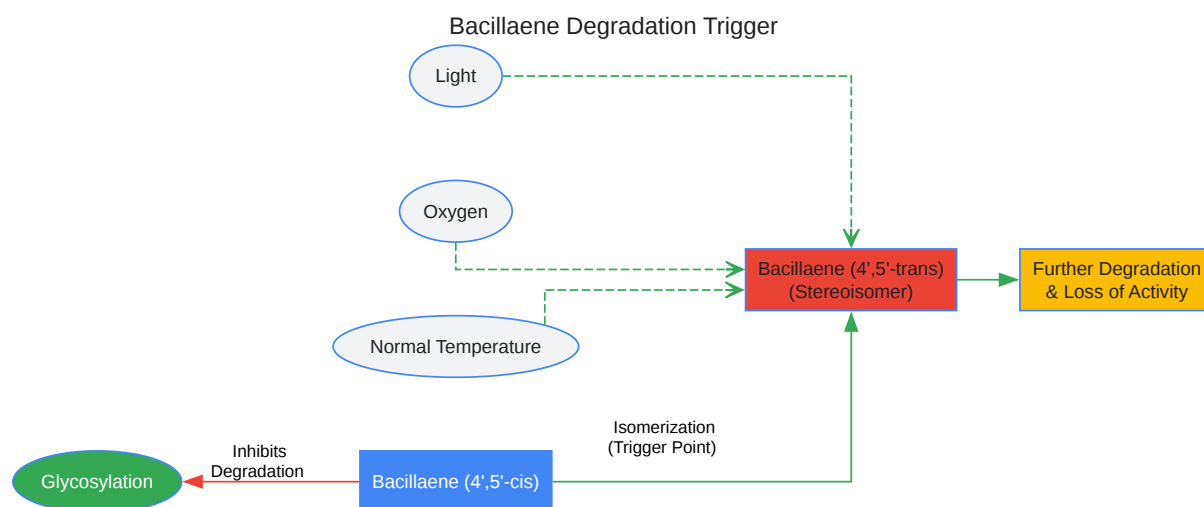 Bacillaene Degradation Trigger
Light
Oxygen
Bacillaene (4',5'-trans)
(Stereoisomer)
Further Degradation
& Loss of Activity
Normal Temperature
Isomerization
(Trigger Point)
Inhibits
Degradation
Glycosylation
Bacillaene (4',5'-cis)